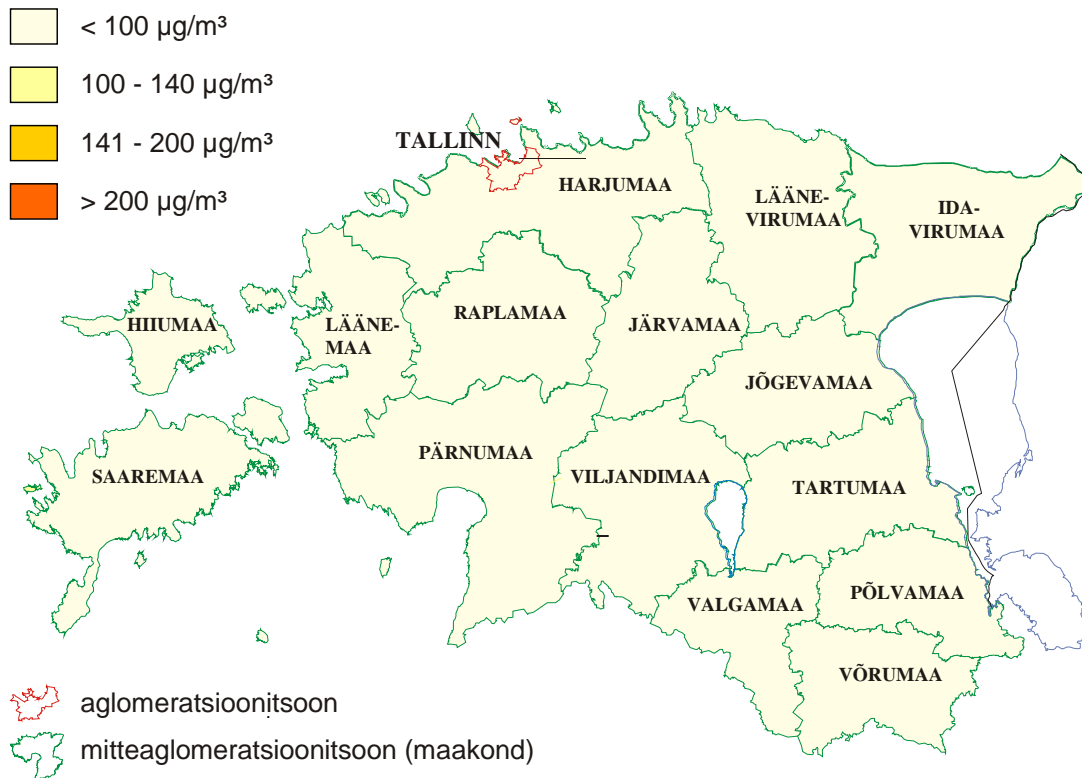 < 100 µg/m³
100 - 140 µg/m³
141 - 200 µg/m³
> 200 µg/m³
TALLINN
HARJUMAA
LÄÄNE-
VIRUMAA
IDA-
VIRUMAA
HIIUMAA
LÄÄNE-
MAA
RAPLAMAA
JÄRVAMAA
JÕGEVAMAA
SAAREMAA
PÄRNUMAA
VILJANDIMAA
TARTUMAA
VALGAMAA
PÕLVAMAA
VÕRUMAA
aglomeratsioonitsoon
mitteaglomeratsioonitsoon (maakond)